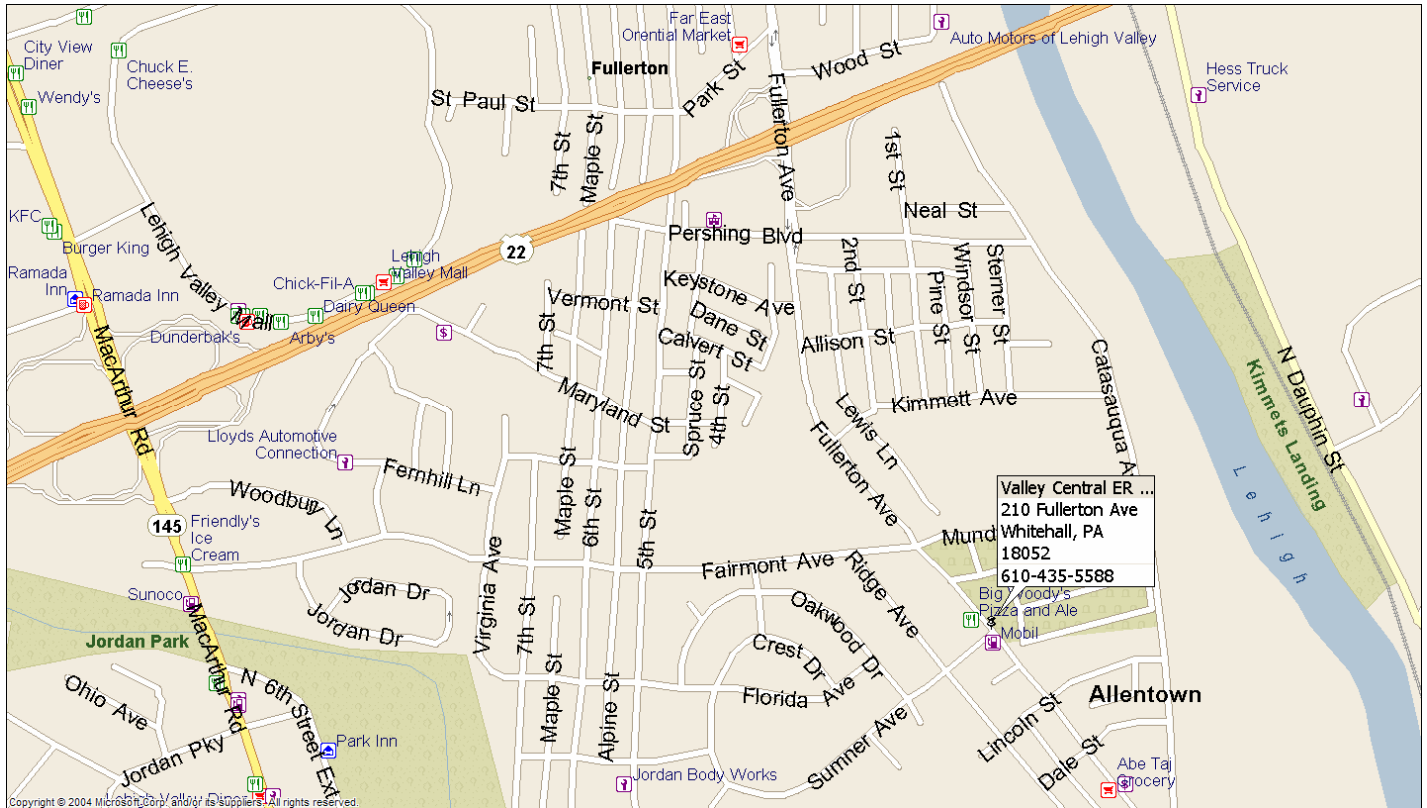 City View
Diner
Chuck E.
Cheese's
Wendy's
Far East
Orential Market
Fullerton
St Paul St
Park St
Wood St
Auto Motors of Lehigh Valley
Hess Truck
Service
Fullerton Ave
7th St
Maple St
1st St
Neal St
KFC
Burger King
Lehigh Valley Mall
22
Pershing Blvd
Ramada
Inn
Ramada Inn
Chick-Fil-A
Lehigh
Valley Mall
Dairy Queen
Dunderbak's
Arby's
Vermont St
Keystone Ave
Dane St
Calvert St
2nd St
Pine St
Windsor St
Sterner St
Allison St
7th St
MacArthur Rd
Maryland St
Spruce St
4th St
Lewis Ln
Kimmett Ave
Catasauqua A
Kimmets Landing
N Dauphin St
Lloyds Automotive
Connection
Fernhill Ln
Fullerton Ave
Lehigh
Woodbury Ln
145
Friendly's
Ice
Cream
Maple St
6th St
5th St
Valley Central ER ...
210 Fullerton Ave
Whitehall, PA
18052
610-435-5588
Mund
Fairmont Ave
Ridge Ave
Virginia Ave
Sunoco
Jordan Dr
Jordan Dr
Big Woody's
Pizza and Ale
Mobil
Jordan Park
MacArthur Rd
7th St
Maple St
Alpine St
Oakwood Dr
Crest Dr
Florida Ave
Allentown
Ohio Ave
N 6th Street Ext
Jordan Pky
Park Inn
Sumner Ave
Lincoln St
Dale St
Jordan Body Works
Abe Taj
Grocery
Lehigh Valley Diner
Copyright © 2004 Microsoft Corp. and/or its suppliers. All rights reserved.